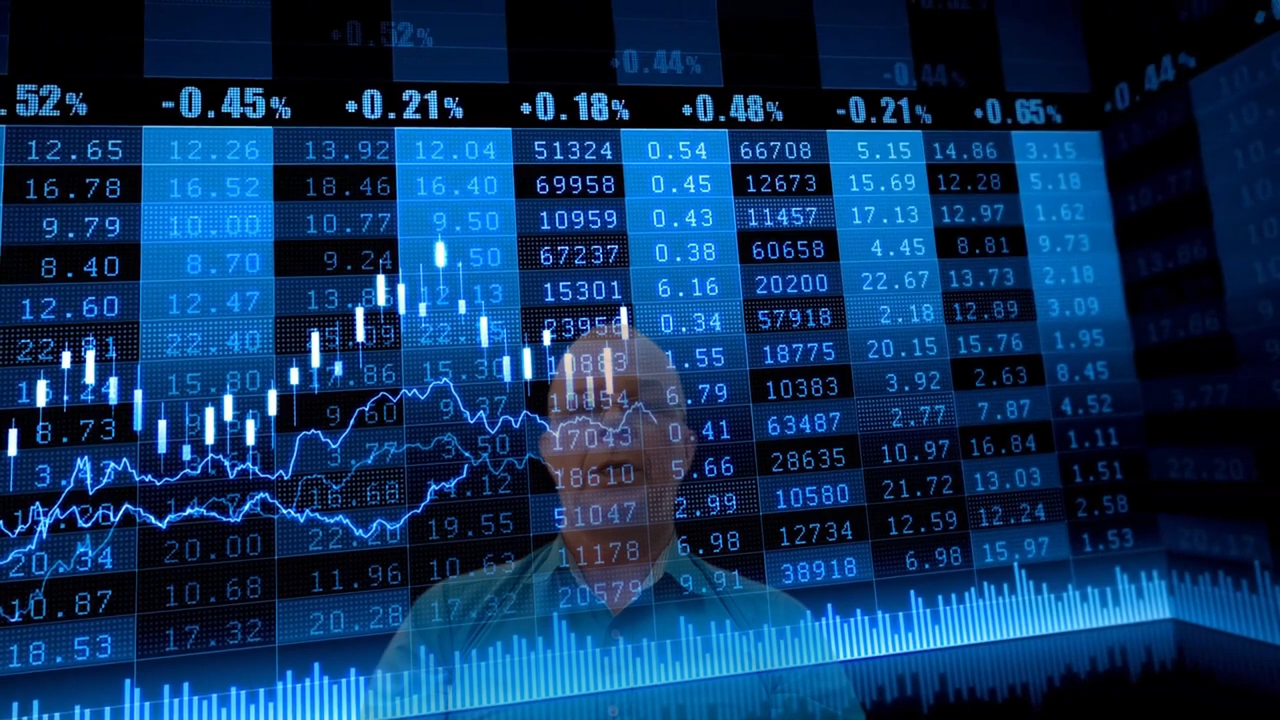 +0.52% +0.44% -0.44%
.52% -0.45% +0.21% +0.18% +0.48% -0.21% +0.65% +0.44%
12.65 12.26 13.92 12.04 51324 0.54 66708 5.15 14.86 3.15
16.78 16.52 18.46 16.40 69958 0.45 12673 15.69 12.28 5.18
9.79 10.00 10.77 9.50 10959 0.43 11457 17.13 12.97 1.62
8.40 8.70 9.24 .50 67237 0.38 60658 4.45 8.81 9.73
12.60 12.47 12.13 15301 6.16 20200 22.67 13.73 2.18
22.40 0.34 57918 2.18 12.89 3.09
15.80 15.30 10883 1.55 18775 20.15 15.76 1.95
9.60 9.37 10854 6.79 10383 3.92 2.63 8.45
8.73 3.77 .50 17043 0.41 63487 2.77 7.87 4.52
16.68 4.12 18610 5.66 28635 10.97 16.84 1.11
19.55 51047 2.99 10580 21.72 13.03 1.51
20.34 20.00 22.20 10.63 11178 6.98 12734 12.59 12.24 2.58
10.87 10.68 11.96 17.32 20579 9.91 38918 6.98 15.97 1.53
18.53 17.32 20.28